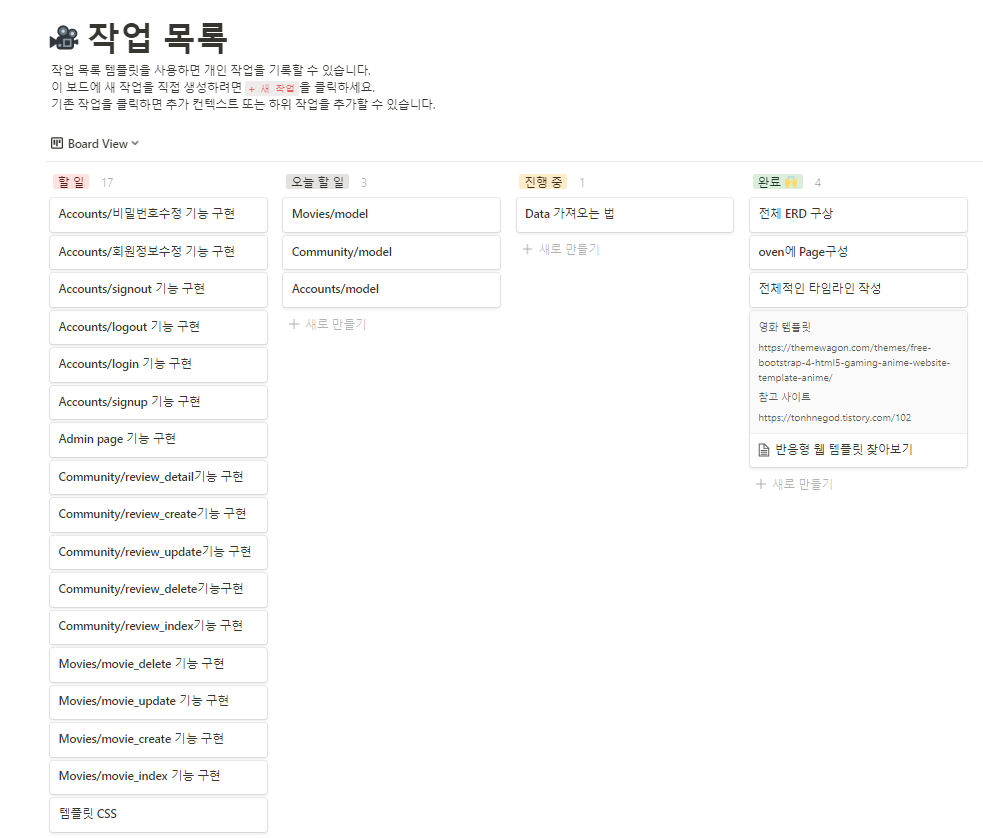 작업 목록
작업 목록 템플릿을 사용하면 개인 작업을 기록할 수 있습니다.
이 보드에 새 작업을 직접 생성하려면 + 새 작업 을 클릭하세요.
기존 작업을 클릭하면 추가 컨텍스트 또는 하위 작업을 추가할 수 있습니다.
Board View
할 일 17
Accounts/비밀번호수정 기능 구현
Accounts/회원정보수정 기능 구현
Accounts/signout 기능 구현
Accounts/logout 기능 구현
Accounts/login 기능 구현
Accounts/signup 기능 구현
Admin page 기능 구현
Community/review_detail기능 구현
Community/review_create기능 구현
Community/review_update기능 구현
Community/review_delete기능구현
Community/review_index기능 구현
Movies/movie_delete 기능 구현
Movies/movie_update 기능 구현
Movies/movie_create 기능 구현
Movies/movie_index 기능 구현
템플릿 CSS
오늘 할 일 3
Movies/model
Community/model
Accounts/model
+ 새로 만들기
진행 중 1
Data 가져오는 법
+ 새로 만들기
완료 🙌 4
전체 ERD 구상
oven에 Page구성
전체적인 타임라인 작성
영화 템플릿
https://themewagon.com/themes/free-
bootstrap-4-html5-gaming-anime-website-
template-anime/
참고 사이트
https://tonhnegod.tistory.com/102
반응형 웹 템플릿 찾아보기
+ 새로 만들기